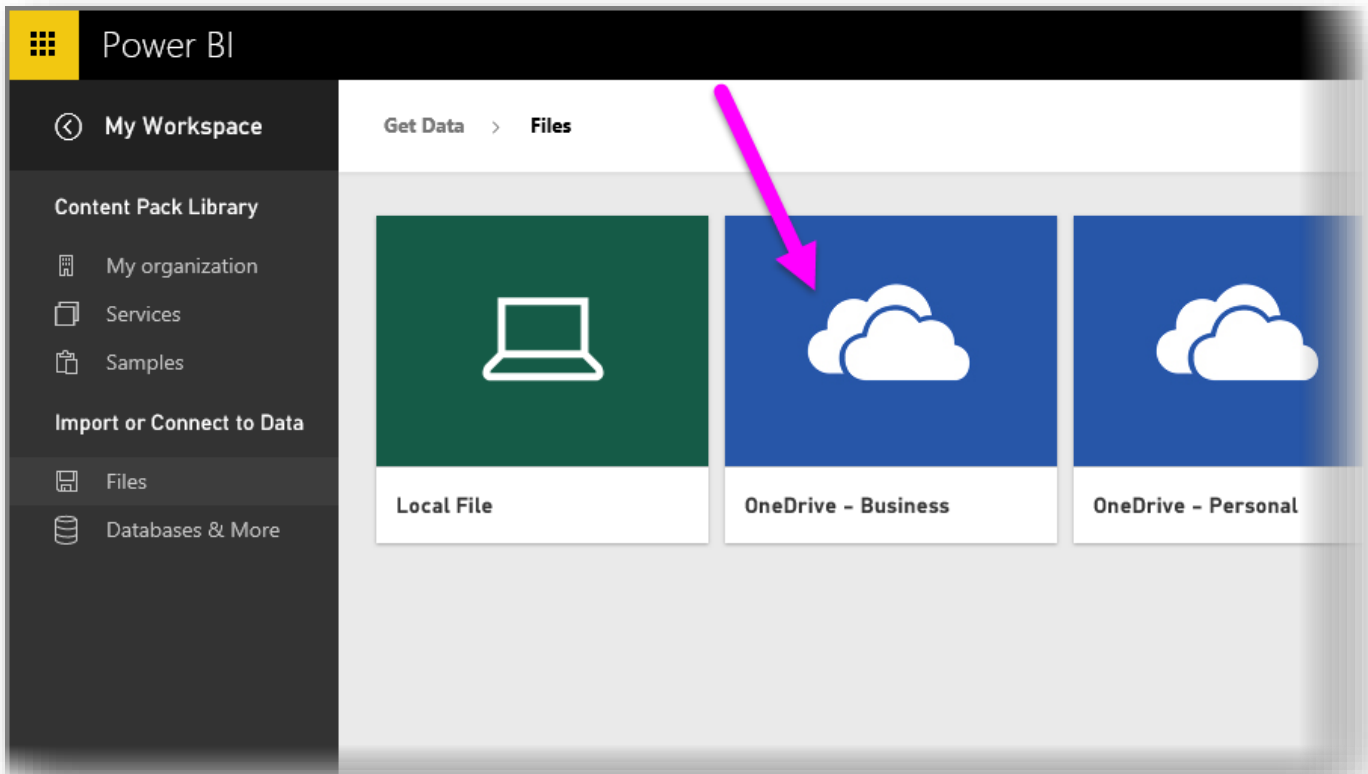 Power BI
My Workspace
Get Data > Files
Content Pack Library
My organization
Services
Samples
Import or Connect to Data
Files
Databases & More
Local File
OneDrive - Business
OneDrive - Personal